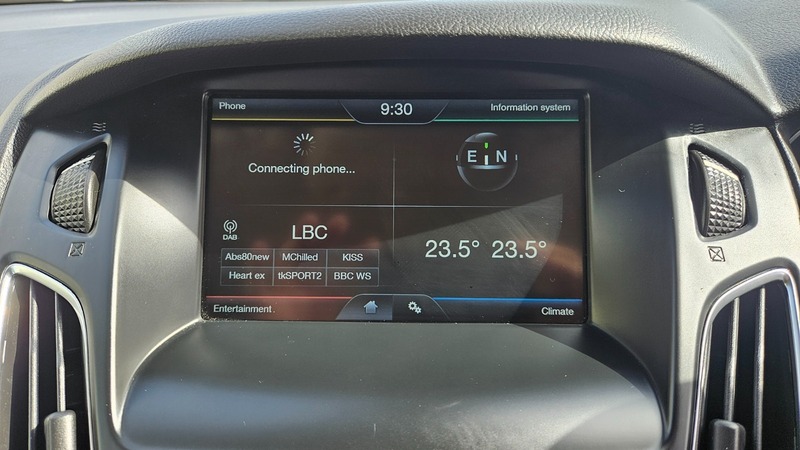 Phone
9:30
Information system
Connecting phone...
E N
DAB
LBC
Abs80new MChilled KISS
Heart ex tkSPORT2 BBC WS
23.5° 23.5°
Entertainment
Climate